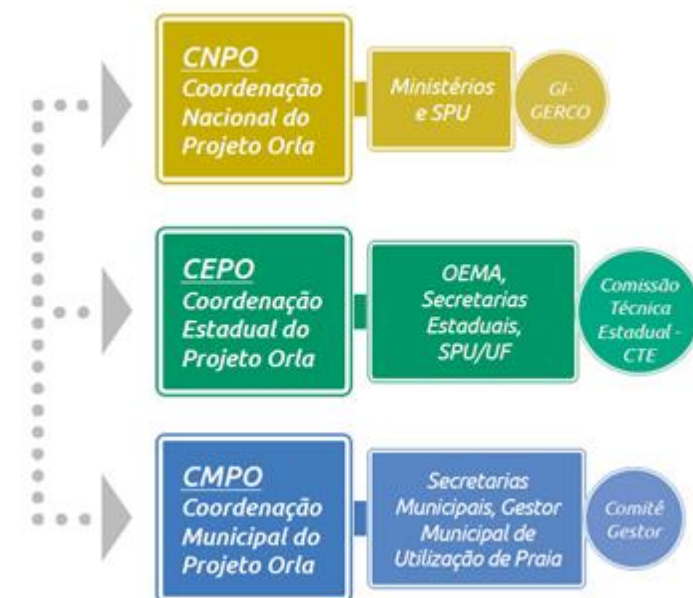 CNPO
Coordenação
Nacional do
Projeto Orla
Ministérios
e SPU
GI-
GERCO
CEPO
Coordenação
Estadual do
Projeto Orla
OEMA,
Secretarias
Estaduais,
SPU/UF
Comissão
Técnica
Estadual -
CTE
CMPO
Coordenação
Municipal do
Projeto Orla
Secretarias
Municipais, Gestor
Municipal de
Utilização de Praia
Comitê
Gestor